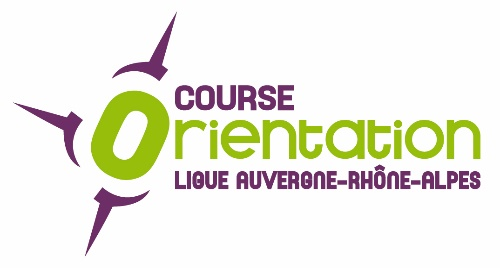 COURSE
Orientation
LIGUE AUVERGNE-RHÔNE-ALPES